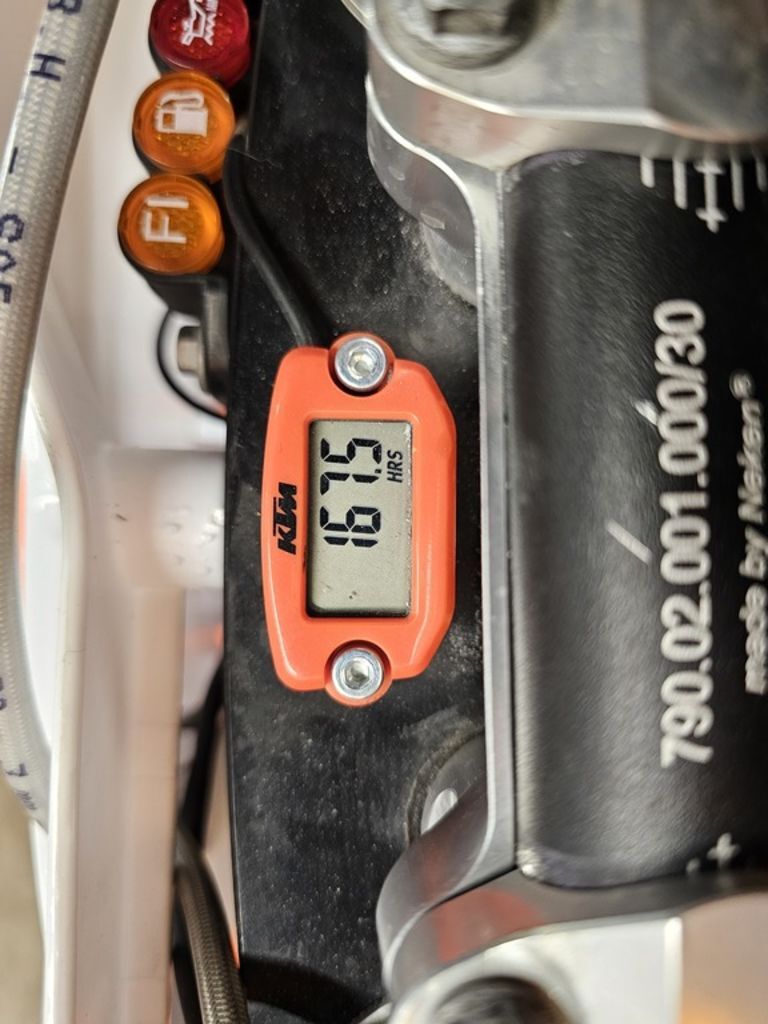 FI
KTM
167.5
HRS
790.02.001.000/30
made by Neken®